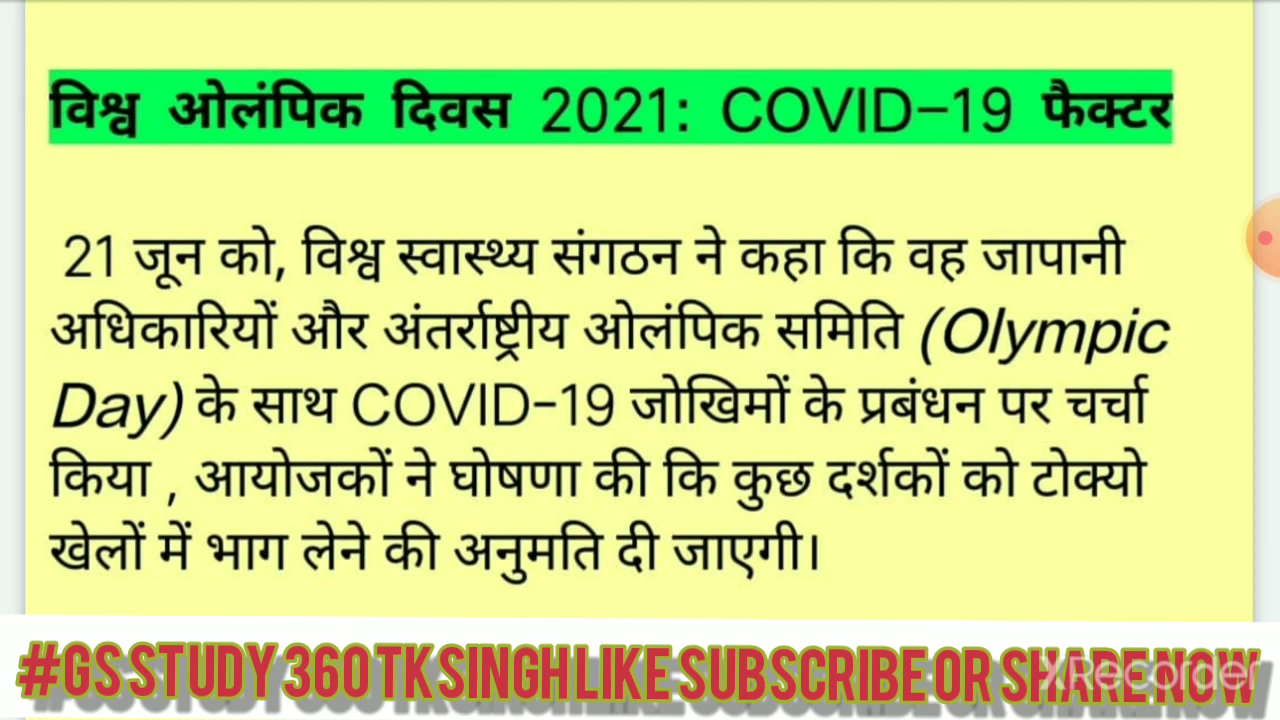 विश्व ओलंपिक दिवस 2021: COVID-19 फैक्टर
21 जून को, विश्व स्वास्थ्य संगठन ने कहा कि वह जापानी
अधिकारियों और अंतर्राष्ट्रीय ओलंपिक समिति (Olympic
Day) के साथ COVID-19 जोखिमों के प्रबंधन पर चर्चा
किया , आयोजकों ने घोषणा की कि कुछ दर्शकों को टोक्यो
खेलों में भाग लेने की अनुमति दी जाएगी।
#GS STUDY 360 TK SINGH LIKE SUBSCRIBE OR SHARE NOW
XRecorder